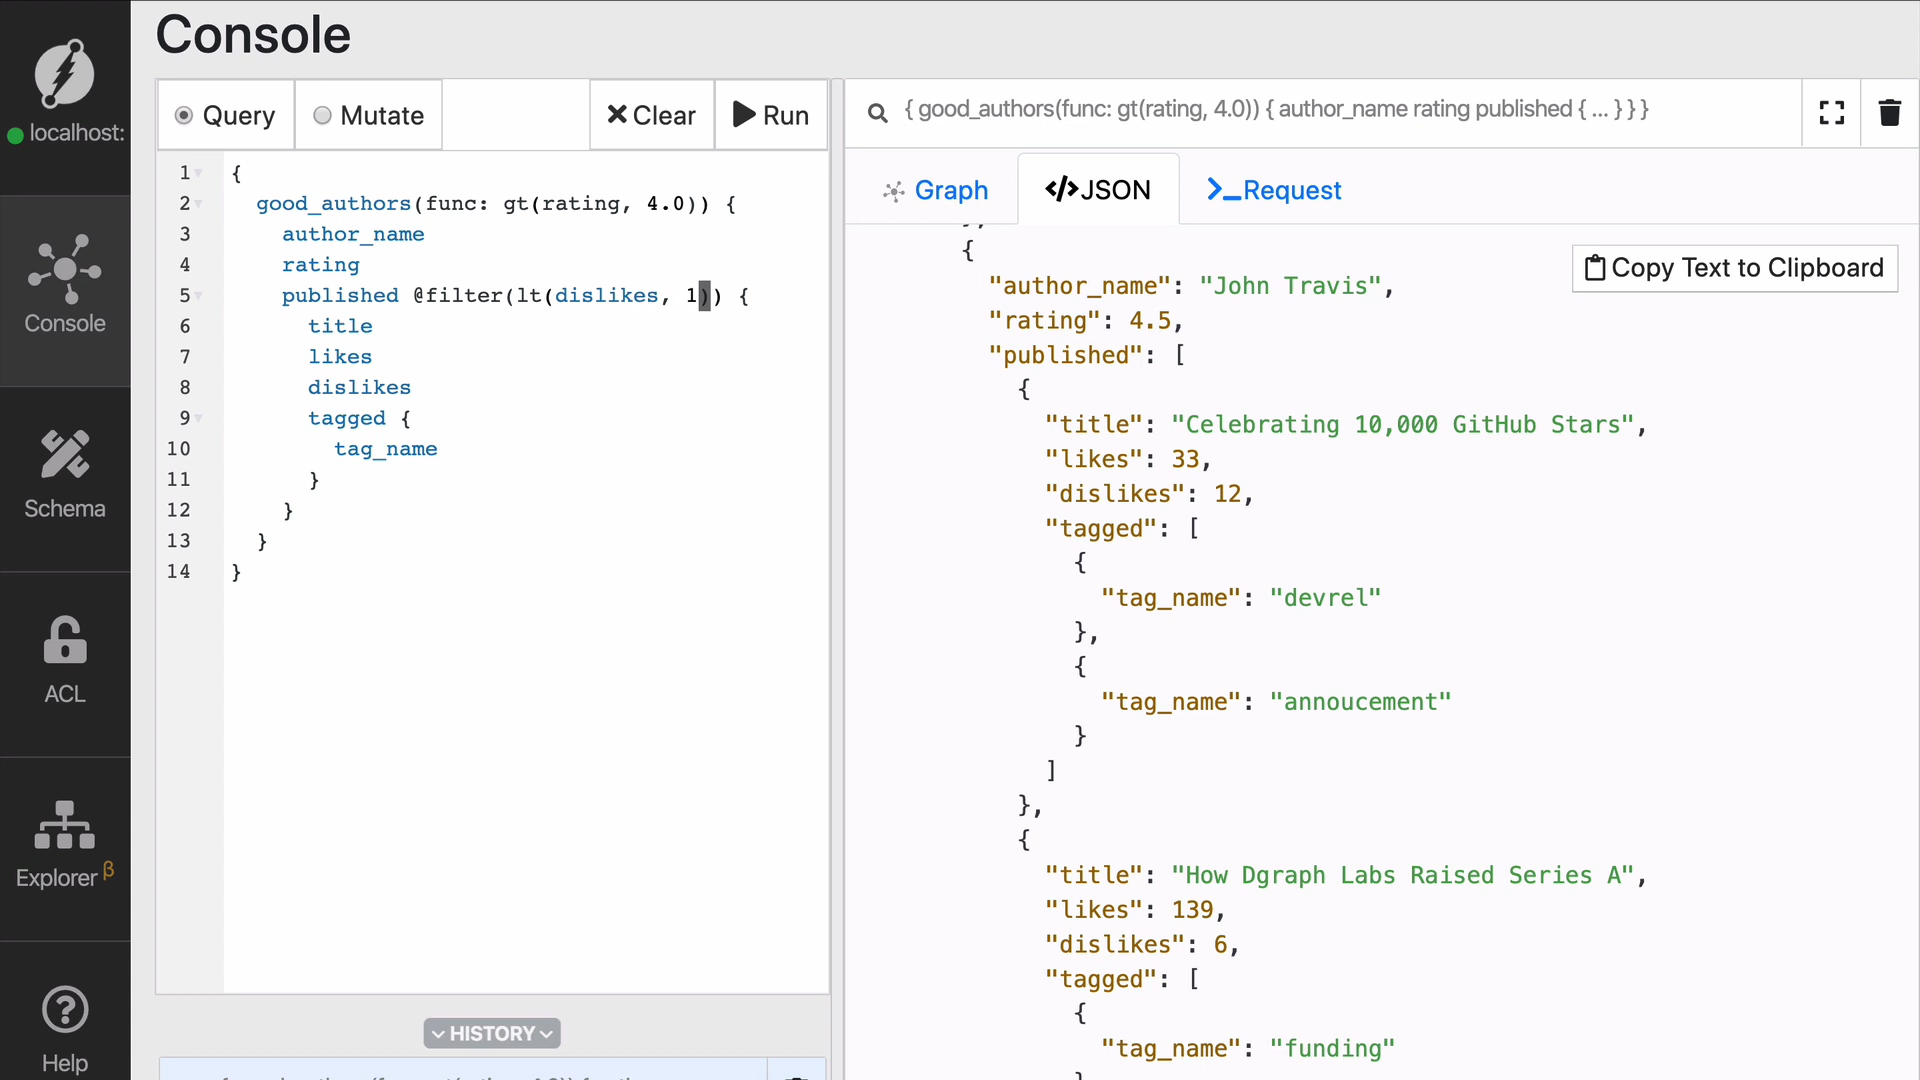 Console
localhost:
Console
Schema
ACL
Explorer β
Help
Query
Mutate
Clear
Run
1 {
2 good_authors(func: gt(rating, 4.0)) {
3 author_name
4 rating
5 published @filter(lt(dislikes, 1)) {
6 title
7 likes
8 dislikes
9 tagged {
10 tag_name
11 }
12 }
13 }
14 }
HISTORY
{ good_authors(func: gt(rating, 4.0)) { author_name rating published { ... } } }
Graph
</>JSON
Request
Copy Text to Clipboard
{
"author_name": "John Travis",
"rating": 4.5,
"published": [
{
"title": "Celebrating 10,000 GitHub Stars",
"likes": 33,
"dislikes": 12,
"tagged": [
{
"tag_name": "devrel"
},
{
"tag_name": "annoucement"
}
]
},
{
"title": "How Dgraph Labs Raised Series A",
"likes": 139,
"dislikes": 6,
"tagged": [
{
"tag_name": "funding"